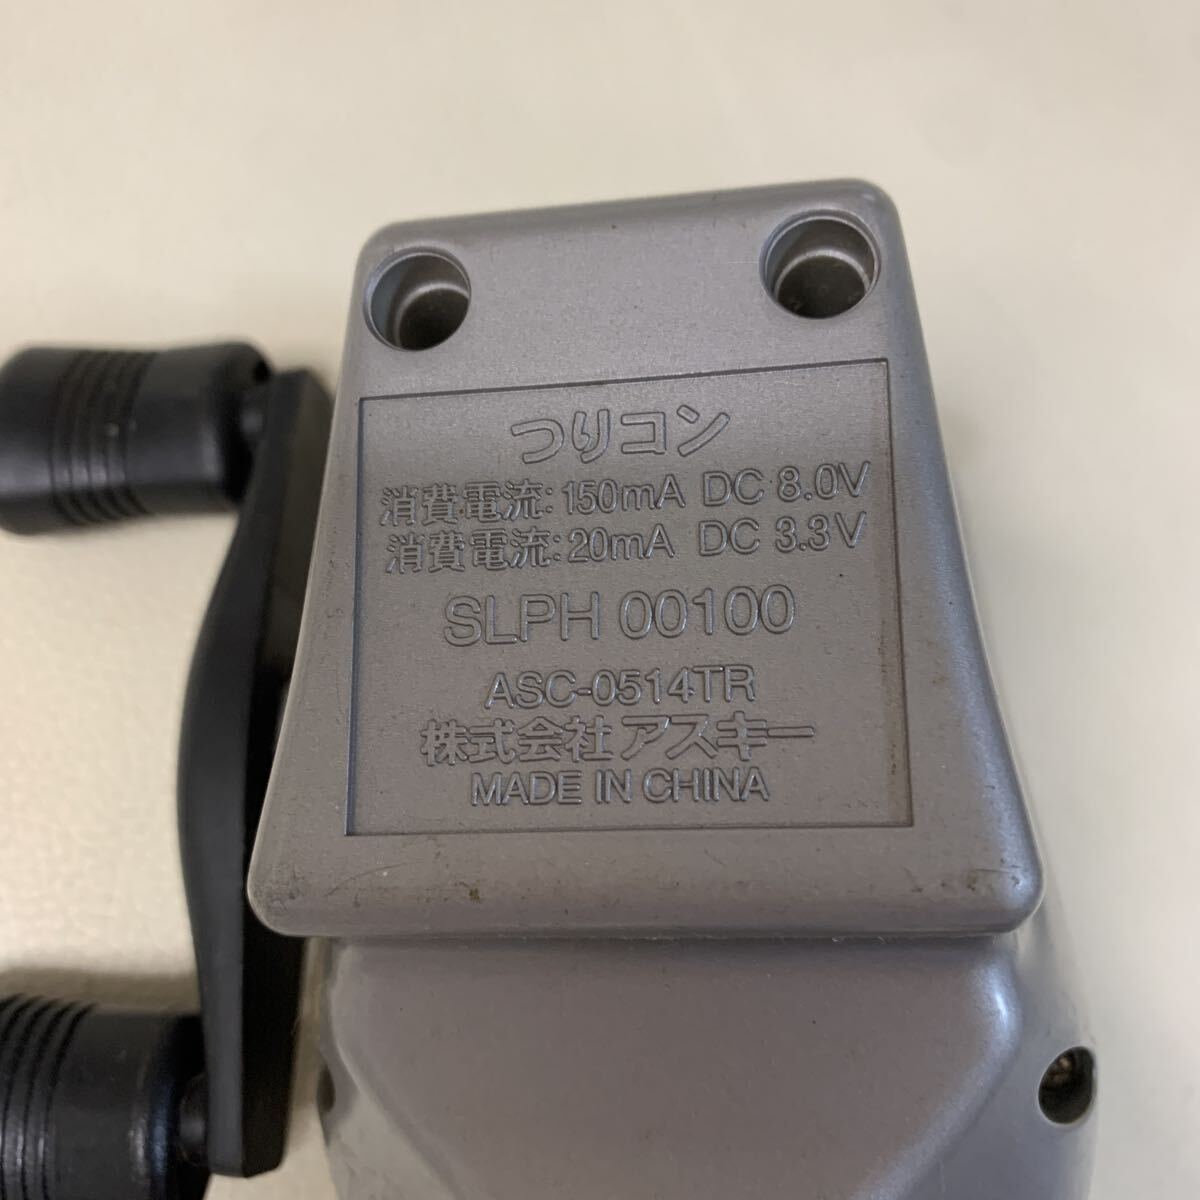 つりコン
消費電流: 150mA DC 8.0V
消費電流: 20mA DC 3.3V
SLPH 00100
ASC-0514TR
株式会社 アスキー
MADE IN CHINA